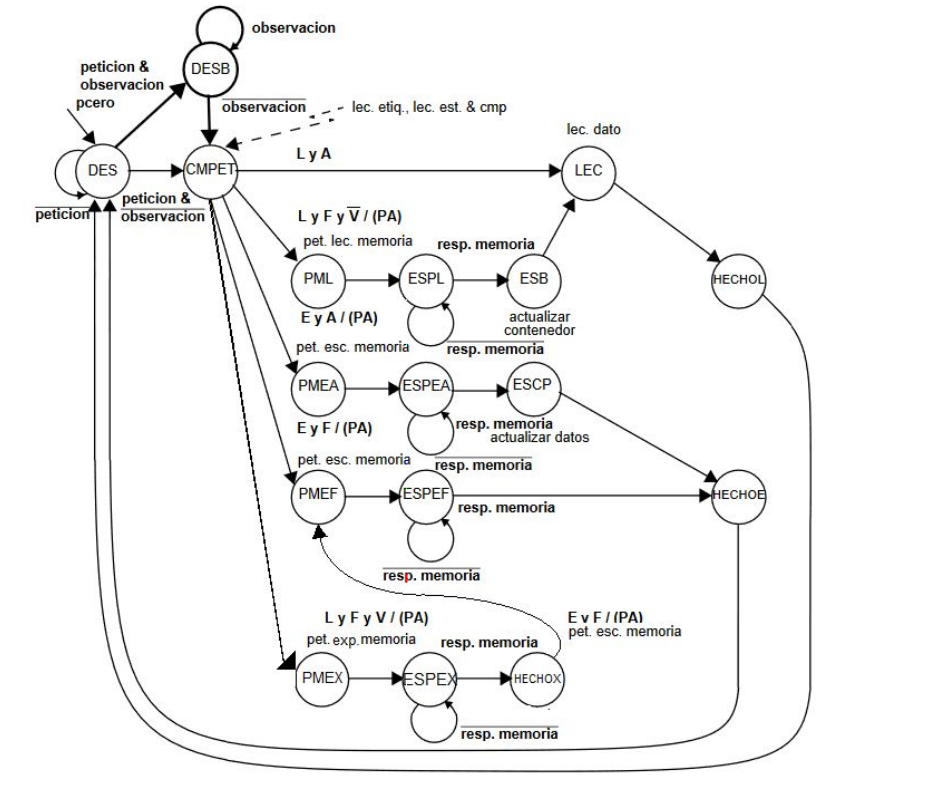 observacion
DESB
peticion &
observacion
pcero
observacion
lec. etiq., lec. est. & cmp
lec. dato
L y A
DES
CMPET
LEC
peticion
peticion &
observacion
L y F y V / (PA)
pet. lec. memoria
resp. memoria
PML
ESPL
ESB
HECHOL
E y A / (PA)
actualizar
contenedor
pet. esc. memoria
resp. memoria
PMEA
ESPEA
ESCP
E y F / (PA)
resp. memoria
actualizar datos
pet. esc. memoria
resp. memoria
PMEF
ESPEF
HECHOE
resp. memoria
resp. memoria
L y F y V / (PA)
E y F / (PA)
pet. exp. memoria
resp. memoria
pet. esc. memoria
PMEX
ESPEX
HECHOX
resp. memoria